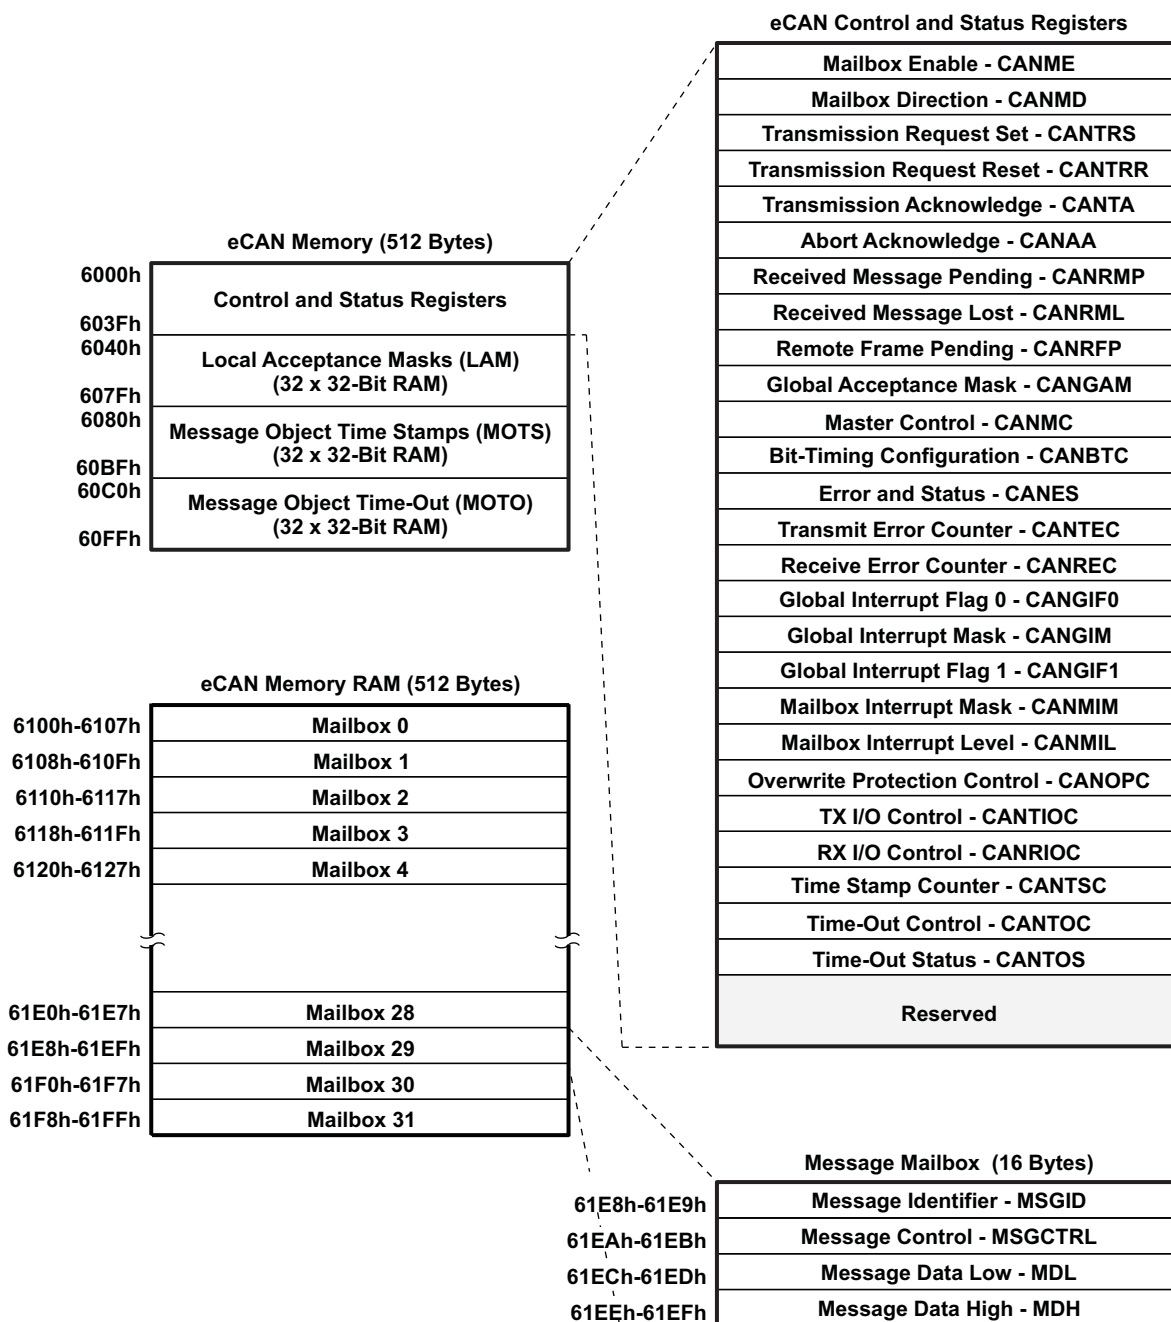 eCAN Control and Status Registers
Mailbox Enable - CANME
Mailbox Direction - CANMD
Transmission Request Set - CANTRS
Transmission Request Reset - CANTRR
Transmission Acknowledge - CANTA
Abort Acknowledge - CANAA
Received Message Pending - CANRMP
Received Message Lost - CANRML
Remote Frame Pending - CANRFP
Global Acceptance Mask - CANGAM
Master Control - CANMC
Bit-Timing Configuration - CANBTC
Error and Status - CANES
Transmit Error Counter - CANTEC
Receive Error Counter - CANREC
Global Interrupt Flag 0 - CANGIF0
Global Interrupt Mask - CANGIM
Global Interrupt Flag 1 - CANGIF1
Mailbox Interrupt Mask - CANMIM
Mailbox Interrupt Level - CANMIL
Overwrite Protection Control - CANOPC
TX I/O Control - CANTIOC
RX I/O Control - CANRIOC
Time Stamp Counter - CANTSC
Time-Out Control - CANTOC
Time-Out Status - CANTOS
Reserved
eCAN Memory (512 Bytes)
6000h
Control and Status Registers
603Fh
6040h
Local Acceptance Masks (LAM)
(32 x 32-Bit RAM)
607Fh
6080h
Message Object Time Stamps (MOTS)
(32 x 32-Bit RAM)
60BFh
60C0h
Message Object Time-Out (MOTO)
(32 x 32-Bit RAM)
60FFh
eCAN Memory RAM (512 Bytes)
6100h-6107h Mailbox 0
6108h-610Fh Mailbox 1
6110h-6117h Mailbox 2
6118h-611Fh Mailbox 3
6120h-6127h Mailbox 4
61E0h-61E7h Mailbox 28
61E8h-61EFh Mailbox 29
61F0h-61F7h Mailbox 30
61F8h-61FFh Mailbox 31
Message Mailbox (16 Bytes)
61E8h-61E9h Message Identifier - MSGID
61EAh-61EBh Message Control - MSGCTRL
61ECh-61EDh Message Data Low - MDL
61EEh-61EFh Message Data High - MDH